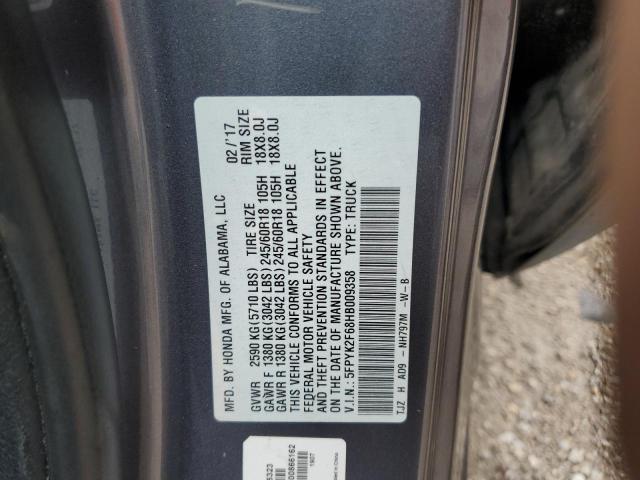 MFD. BY HONDA MFG. OF ALABAMA, LLC 02/'17
GVWR 2590 KG(5710 LBS) TIRE SIZE RIM SIZE
GAWR F 1380 KG(3042 LBS) 245/60R18 105H 18X8.0J
GAWR R 1380 KG(3042 LBS) 245/60R18 105H 18X8.0J
THIS VEHICLE CONFORMS TO ALL APPLICABLE
FEDERAL MOTOR VEHICLE SAFETY
AND THEFT PREVENTION STANDARDS IN EFFECT
ON THE DATE OF MANUFACTURE SHOWN ABOVE.
V.I.N.: 5FPYK2F68HB009358 TYPE: TRUCK
TJZ H A09 - NH797M -W-B
00866162
1907